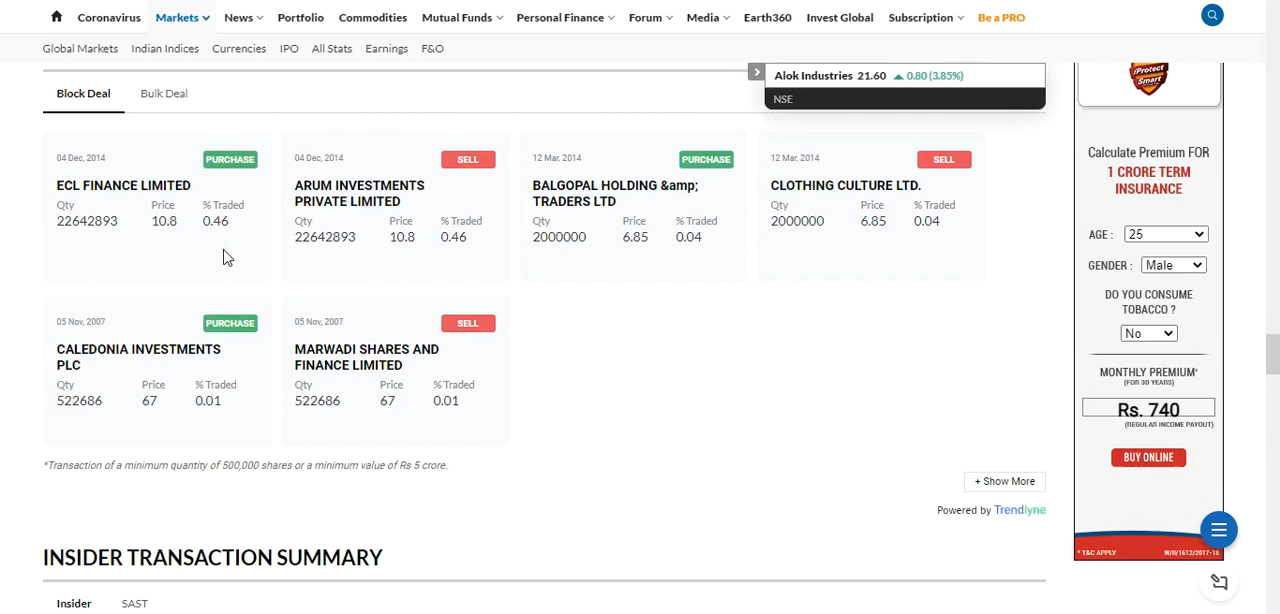 Coronavirus Markets News Portfolio Commodities Mutual Funds Personal Finance Forum Media Earth360 Invest Global Subscription Be a PRO
Global Markets Indian Indices Currencies IPO All Stats Earnings F&O
Alok Industries 21.60 0.80 (3.85%)
NSE
Block Deal Bulk Deal
04 Dec, 2014 PURCHASE
ECL FINANCE LIMITED
Qty Price % Traded
22642893 10.8 0.46
04 Dec, 2014 SELL
ARUM INVESTMENTS
PRIVATE LIMITED
Qty Price % Traded
22642893 10.8 0.46
12 Mar, 2014 PURCHASE
BALGOPAL HOLDING &amp;
TRADERS LTD
Qty Price % Traded
2000000 6.85 0.04
12 Mar, 2014 SELL
CLOTHING CULTURE LTD.
Qty Price % Traded
2000000 6.85 0.04
05 Nov, 2007 PURCHASE
CALEDONIA INVESTMENTS
PLC
Qty Price % Traded
522686 67 0.01
05 Nov, 2007 SELL
MARWADI SHARES AND
FINANCE LIMITED
Qty Price % Traded
522686 67 0.01
*Transaction of a minimum quantity of 500,000 shares or a minimum value of Rs 5 crore.
+ Show More
Powered by Trendlyne
INSIDER TRANSACTION SUMMARY
Insider SAST
iProtect
Smart
Calculate Premium FOR
1 CRORE TERM
INSURANCE
AGE : 25
GENDER : Male
DO YOU CONSUME
TOBACCO ?
No
MONTHLY PREMIUM*
(FOR 30 YEARS)
Rs. 740
(REGULAR INCOME PAYOUT)
BUY ONLINE
* T&C APPLY W/II/1512/2017-18